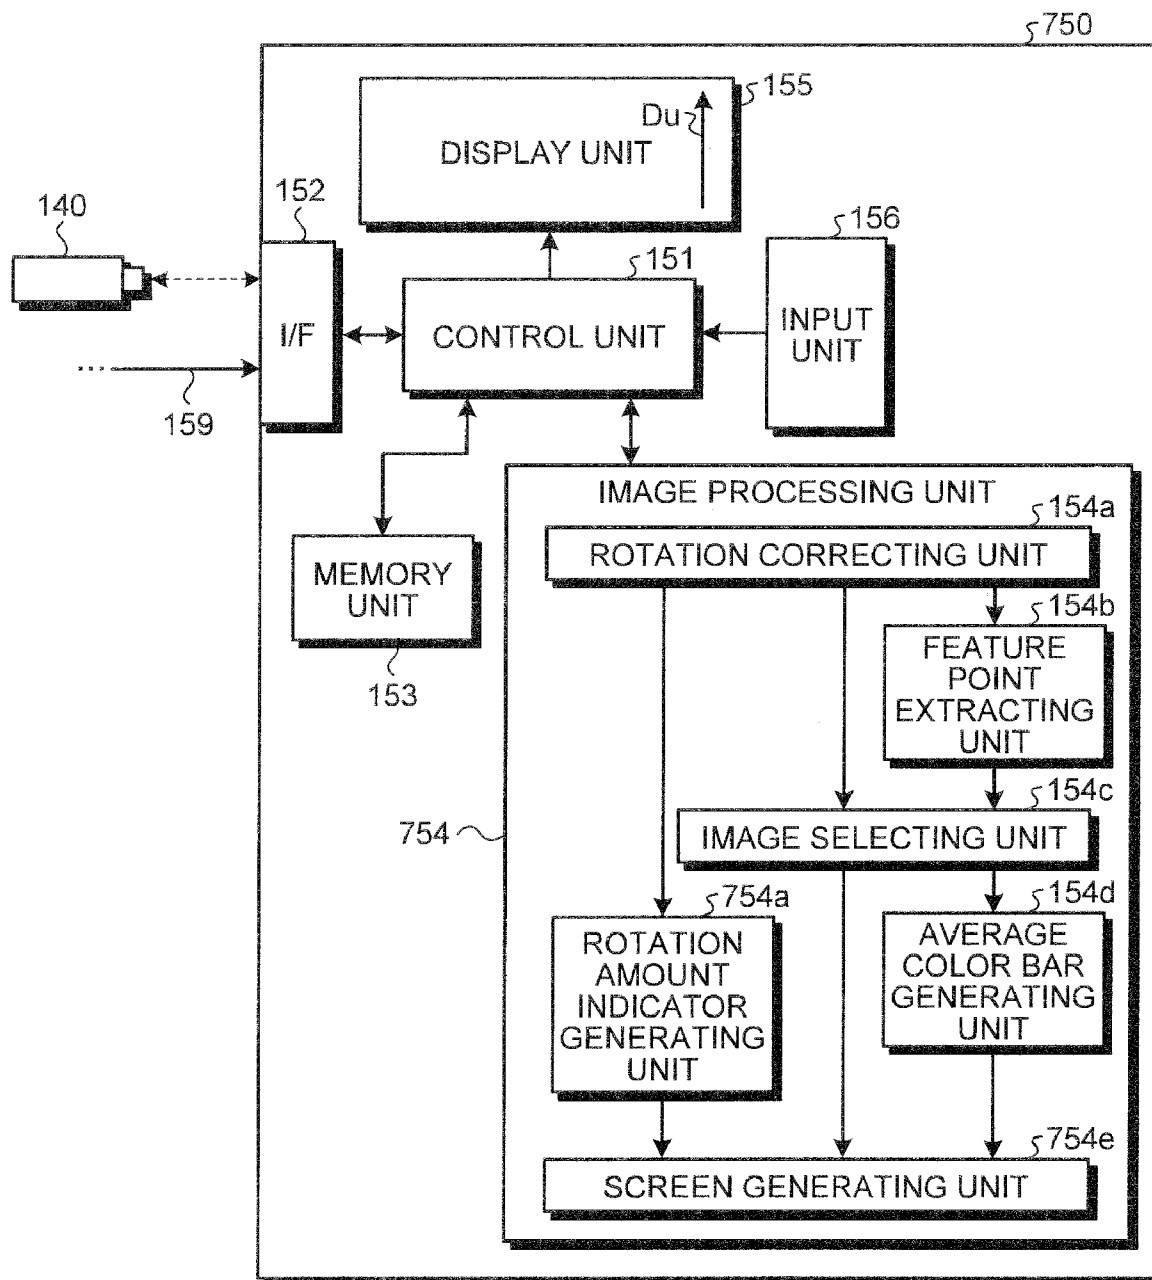 750
155
Du
DISPLAY UNIT
140
152
156
151
I/F
CONTROL UNIT
INPUT
UNIT
159
IMAGE PROCESSING UNIT
154a
ROTATION CORRECTING UNIT
MEMORY
UNIT
153
154b
FEATURE
POINT
EXTRACTING
UNIT
154c
754
IMAGE SELECTING UNIT
754a
ROTATION
AMOUNT
INDICATOR
GENERATING
UNIT
154d
AVERAGE
COLOR BAR
GENERATING
UNIT
754e
SCREEN GENERATING UNIT